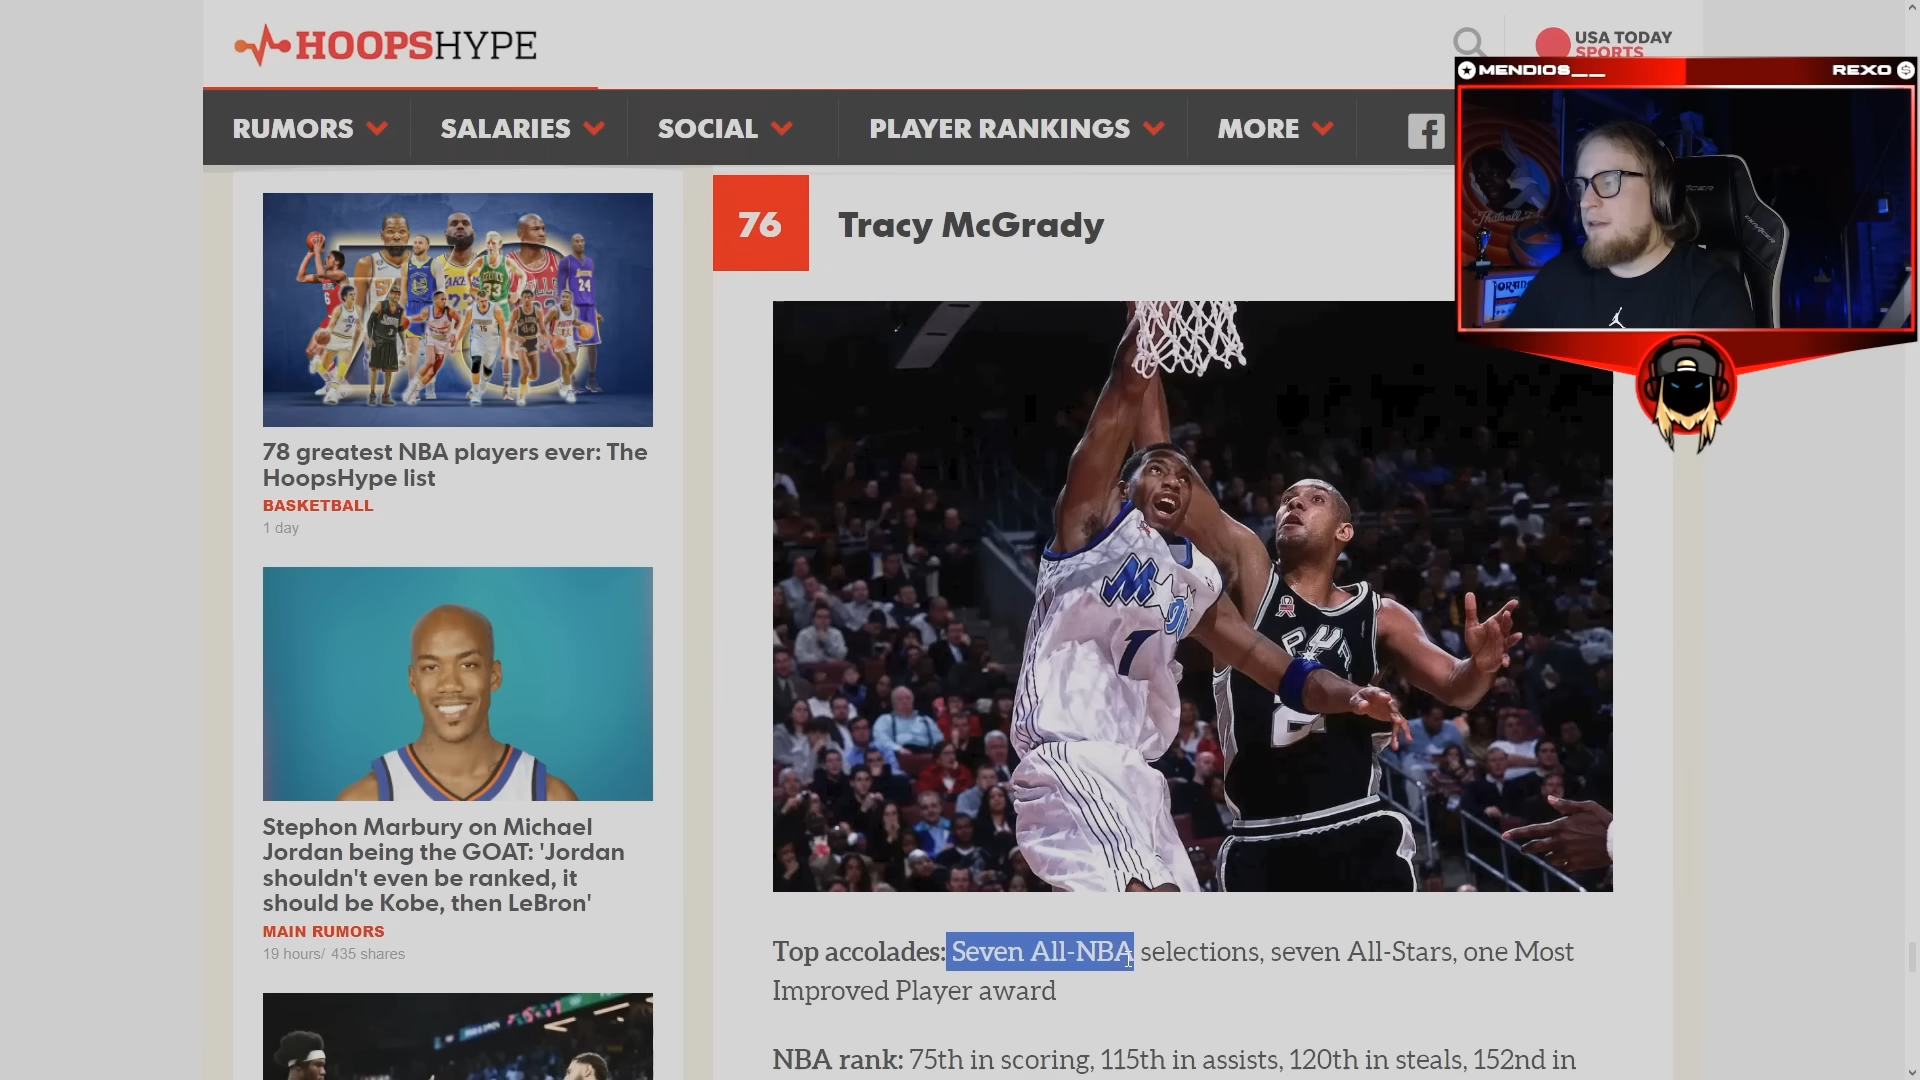 HOOPSHYPE
USA TODAY
SPORTS
MENDIOS__
REXO
RUMORS
SALARIES
SOCIAL
PLAYER RANKINGS
MORE
78 greatest NBA players ever: The
HoopsHype list
BASKETBALL
1 day
Stephon Marbury on Michael
Jordan being the GOAT: 'Jordan
shouldn't even be ranked, it
should be Kobe, then LeBron'
MAIN RUMORS
19 hours/ 435 shares
76
Tracy McGrady
1
Top accolades: Seven All-NBA selections, seven All-Stars, one Most
Improved Player award
NBA rank: 75th in scoring, 115th in assists, 120th in steals, 152nd in